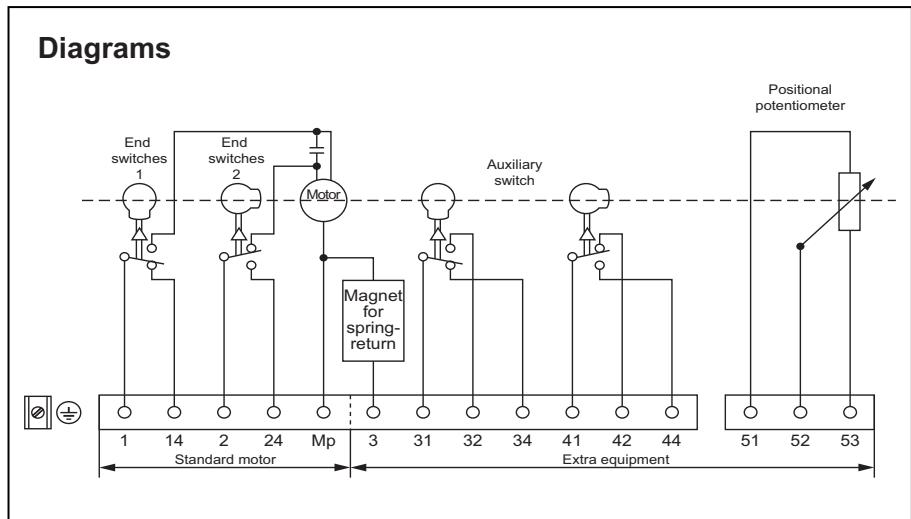 Diagrams
Positional
potentiometer
End
switches
1
End
switches
2
Auxiliary
switch
Motor
Magnet
for
spring-
return
1 14 2 24 Mp 3 31 32 34 41 42 44 51 52 53
Standard motor Extra equipment